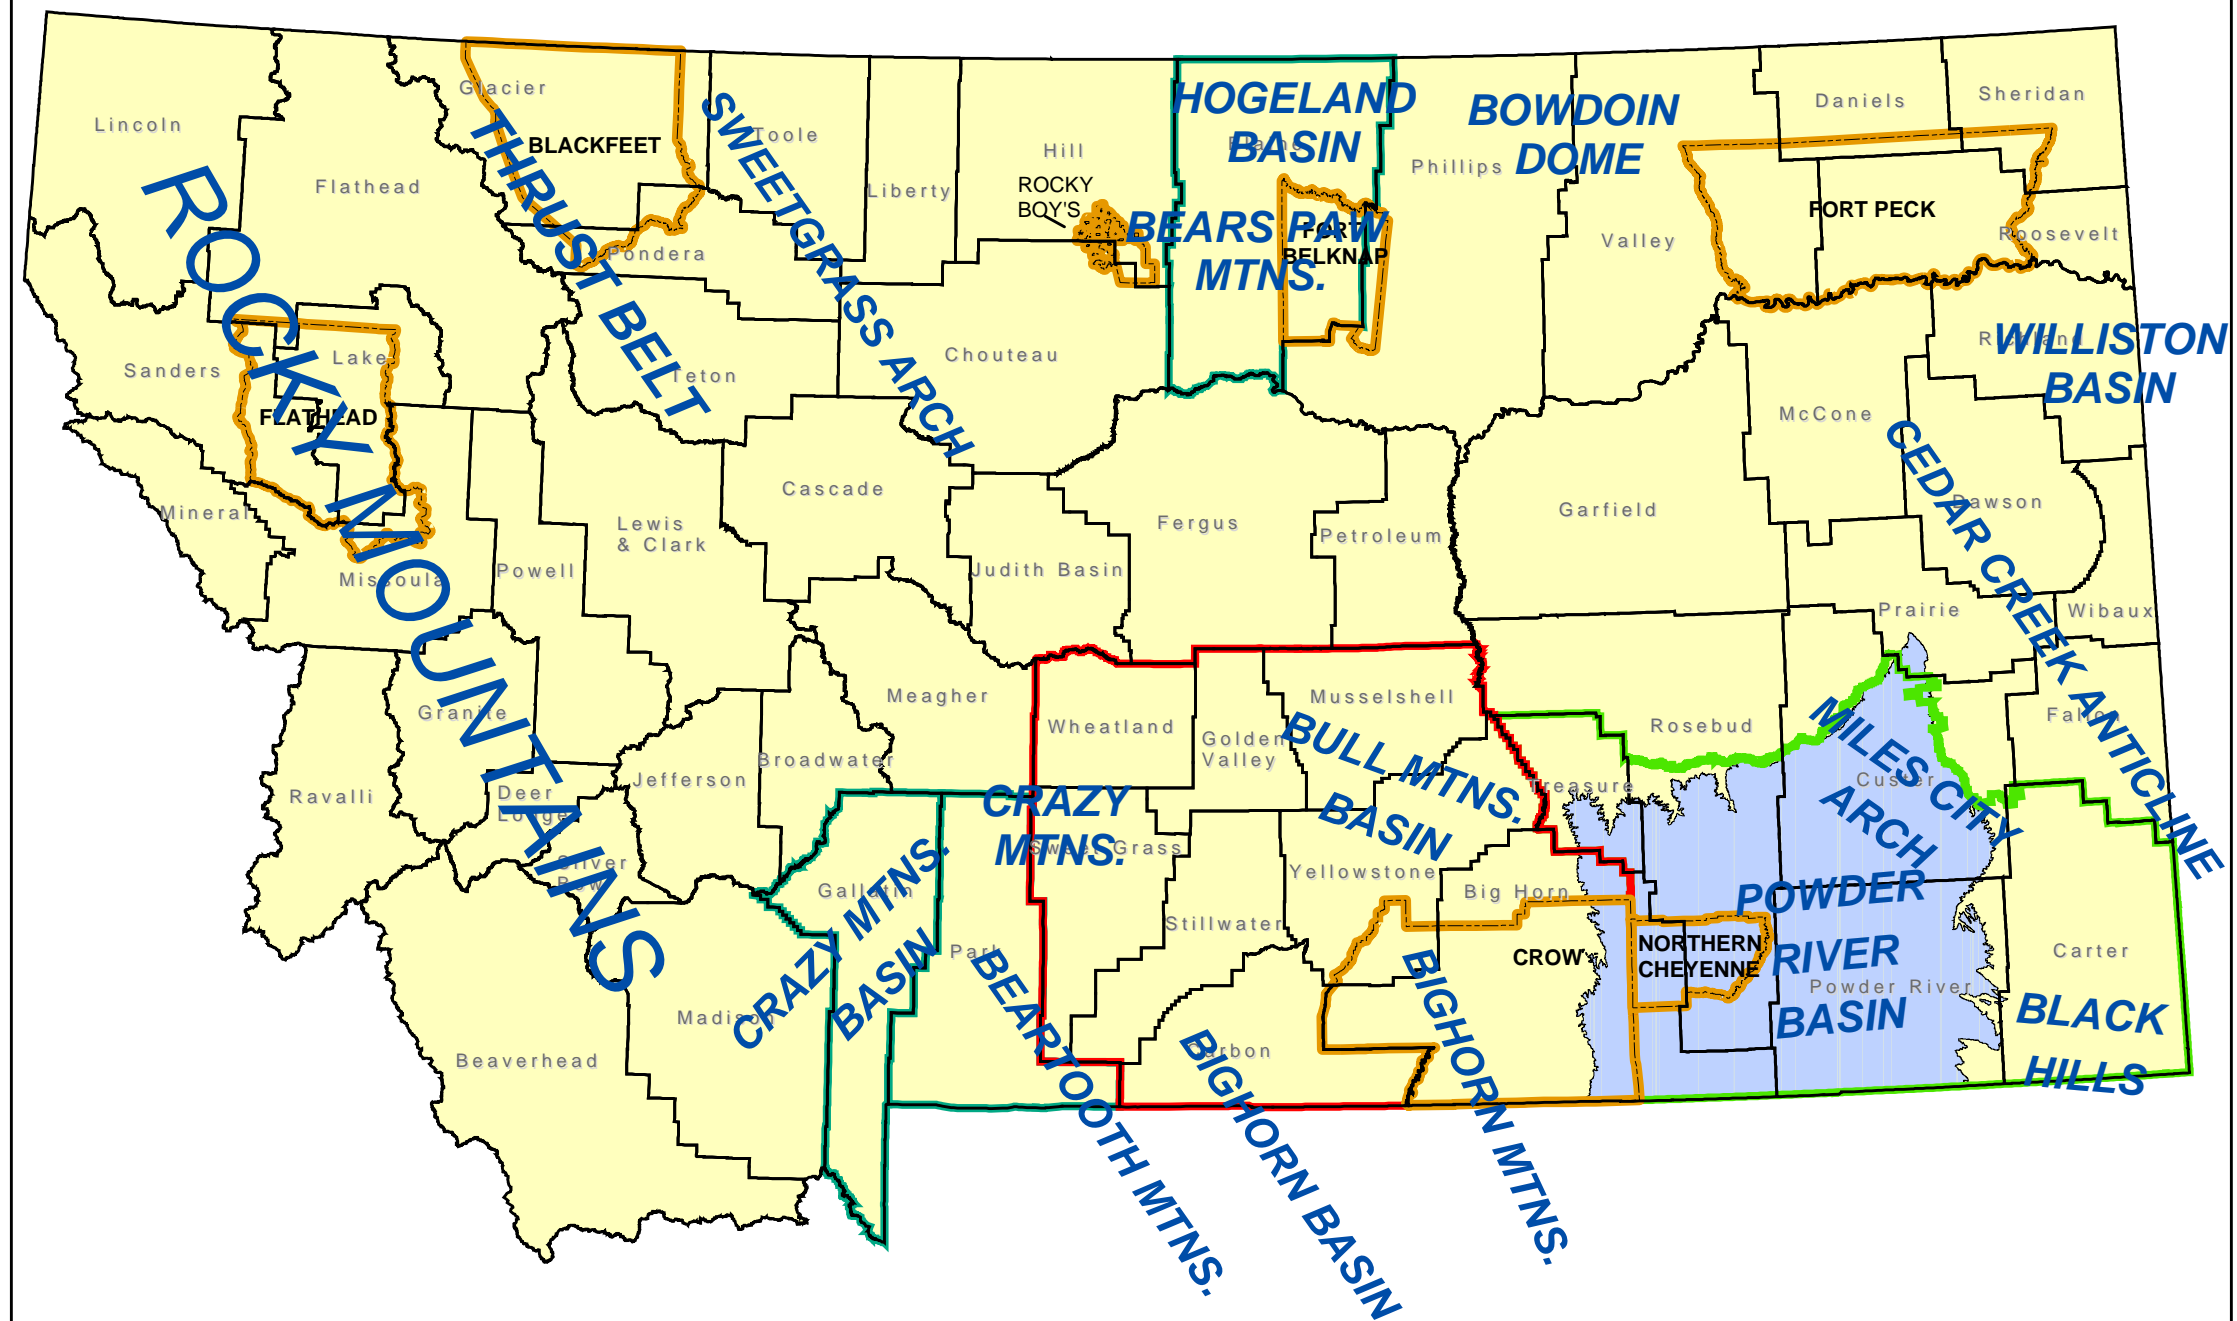 Lincoln
Flathead
Glacier
BLACKFEET
THRUST BELT
SWEETGRASS ARCH
Toole
Liberty
Hill
ROCKY
BOY'S
HOGELAND
BASIN
Blaine
BEARS PAW
MTNS.
FORT
BELKNAP
BOWDOIN
DOME
Phillips
Valley
Daniels
Sheridan
FORT PECK
Roosevelt
Pondera
Teton
Chouteau
Sanders
Lake
FLATHEAD
ROCKY MOUNTAINS
Mineral
Missoula
Powell
Lewis
& Clark
Cascade
Judith Basin
Fergus
Petroleum
Garfield
McCone
Richland
WILLISTON
BASIN
Dawson
CEDAR CREEK ANTICLINE
Prairie
Wibaux
Fallon
Ravalli
Granite
Deer
Lodge
Silver
Bow
Jefferson
Broadwater
Meagher
Wheatland
Golden
Valley
Musselshell
BULL MTNS.
BASIN
Treasure
Rosebud
MILES CITY
ARCH
Custer
CRAZY
MTNS.
Sweet Grass
Gallatin
CRAZY MTNS.
BASIN
Park
Stillwater
Yellowstone
Big Horn
CROW
NORTHERN
CHEYENNE
POWDER
RIVER
BASIN
Powder River
Carter
BLACK
HILLS
Beaverhead
Madison
Carbon
BEARTOOTH MTNS.
BIGHORN BASIN
BIGHORN MTNS.